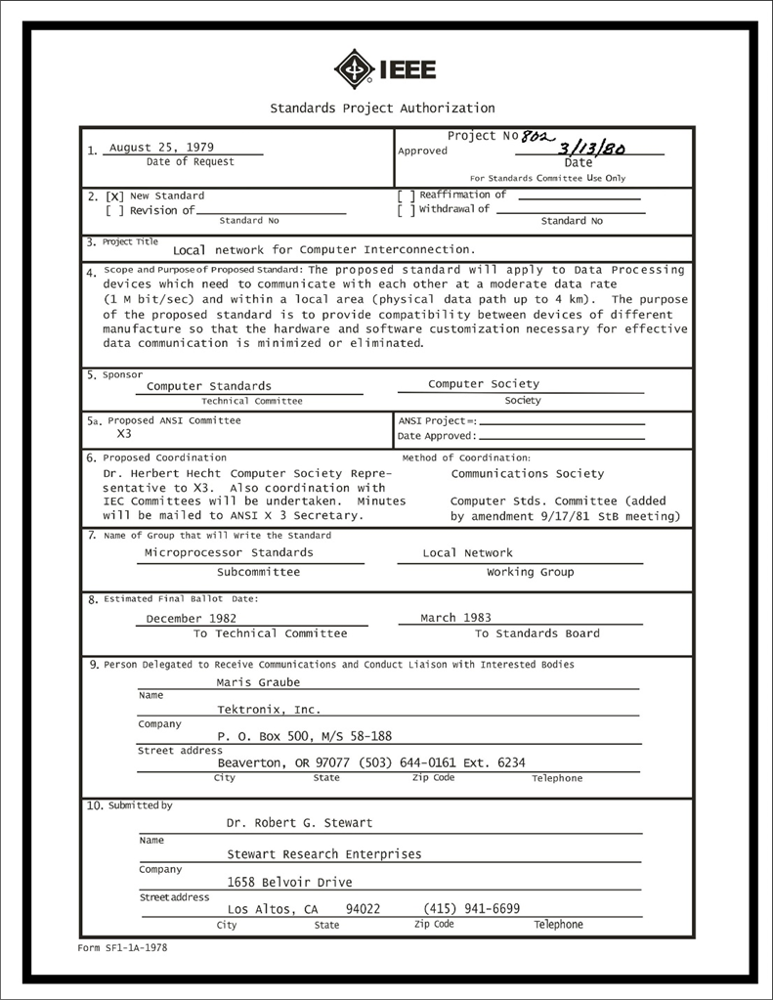 IEEE
Standards Project Authorization
1. August 25, 1979
Date of Request
Project No 802
Approved 3/13/80
Date
For Standards Committee Use Only
2. [X] New Standard
[ ] Revision of
Standard No
[ ] Reaffirmation of
[ ] Withdrawal of
Standard No
3. Project Title Local network for Computer Interconnection.
4. Scope and Purpose of Proposed Standard: The proposed standard will apply to Data Processing
devices which need to communicate with each other at a moderate data rate
(1 M bit/sec) and within a local area (physical data path up to 4 km). The purpose
of the proposed standard is to provide compatibility between devices of different
manufacture so that the hardware and software customization necessary for effective
data communication is minimized or eliminated.
5. Sponsor
Computer Standards
Technical Committee
Computer Society
Society
5a. Proposed ANSI Committee
X3
ANSI Project=:
Date Approved:
6. Proposed Coordination
Dr. Herbert Hecht Computer Society Repre-
sentative to X3. Also coordination with
IEC Committees will be undertaken. Minutes
will be mailed to ANSI X 3 Secretary.
Method of Coordination:
Communications Society
Computer Stds. Committee (added
by amendment 9/17/81 StB meeting)
7. Name of Group that will Write the Standard
Microprocessor Standards
Subcommittee
Local Network
Working Group
8. Estimated Final Ballot Date:
December 1982
To Technical Committee
March 1983
To Standards Board
9. Person Delegated to Receive Communications and Conduct Liaison with Interested Bodies
Maris Graube
Name
Tektronix, Inc.
Company
P. O. Box 500, M/S 58-188
Street address
Beaverton, OR 97077 (503) 644-0161 Ext. 6234
City State Zip Code Telephone
10. Submitted by
Dr. Robert G. Stewart
Name
Stewart Research Enterprises
Company
1658 Belvoir Drive
Street address
Los Altos, CA 94022 (415) 941-6699
City State Zip Code Telephone
Form SF1-1A-1978